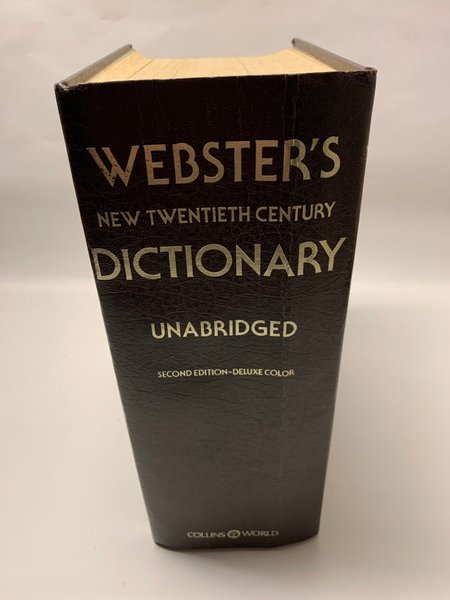 WEBSTER'S
NEW TWENTIETH CENTURY
DICTIONARY
UNABRIDGED
SECOND EDITION-DELUXE COLOR
COLLINS WORLD